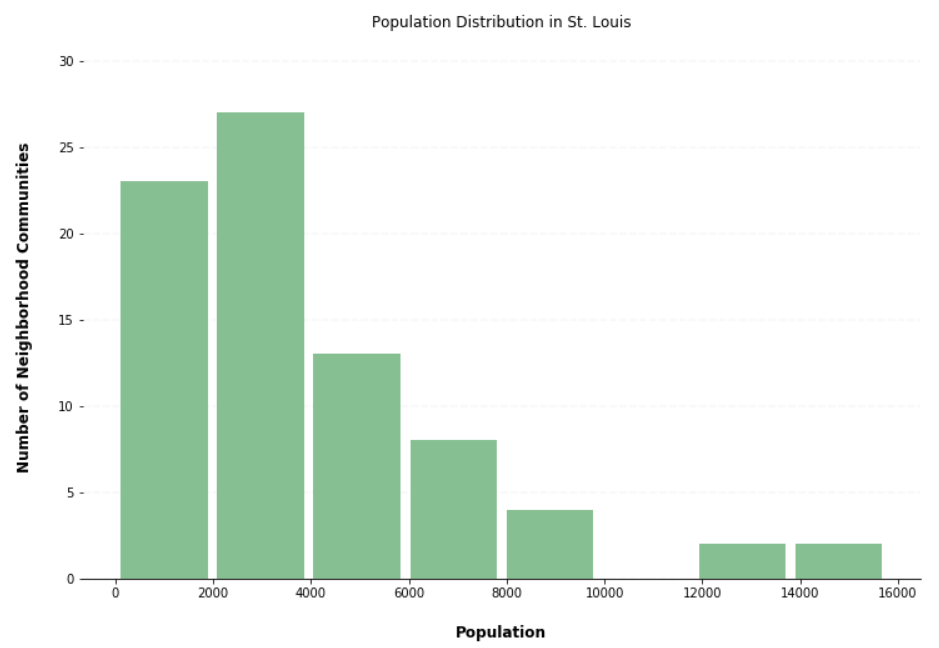 Population Distribution in St. Louis
Number of Neighborhood Communities
30
25
20
15
10
5
0
0 2000 4000 6000 8000 10000 12000 14000 16000
Population